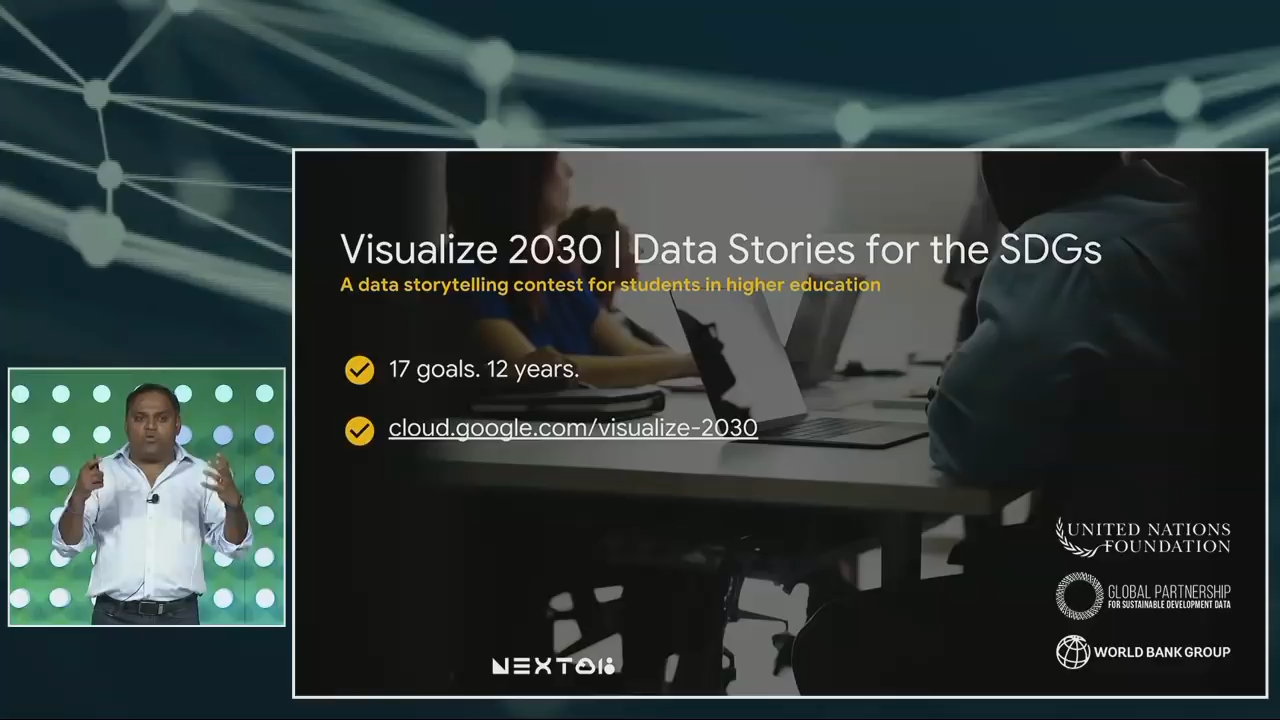 Visualize 2030 | Data Stories for the SDGs
A data storytelling contest for students in higher education
17 goals. 12 years.
cloud.google.com/visualize-2030
UNITED NATIONS
FOUNDATION
GLOBAL PARTNERSHIP
FOR SUSTAINABLE DEVELOPMENT DATA
WORLD BANK GROUP
NEXT